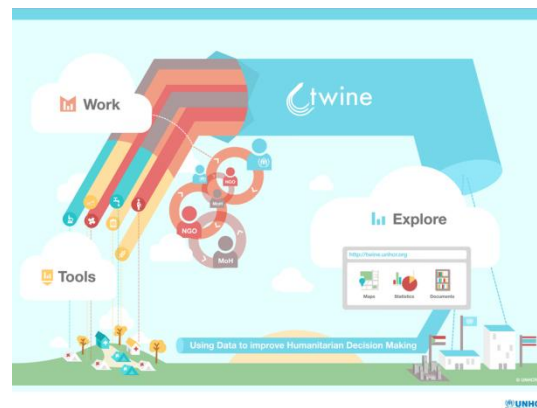 twine
Work
NGO
MoH
NGO
MoH
Explore
http://twine.unhcr.org
Maps
Statistics
Documents
Tools
Using Data to improve Humanitarian Decision Making
UNHCR